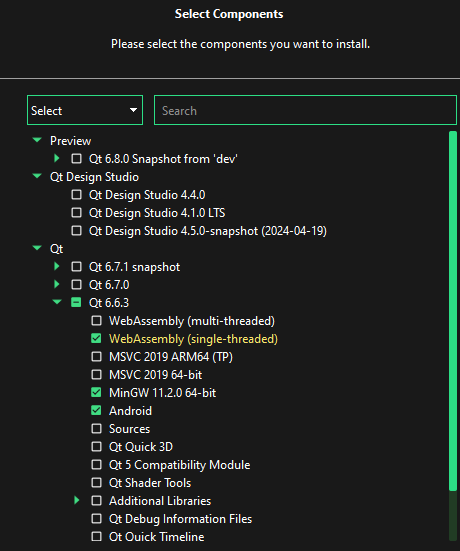 Select Components
Please select the components you want to install.
Select
Search
Preview
Qt 6.8.0 Snapshot from 'dev'
Qt Design Studio
Qt Design Studio 4.4.0
Qt Design Studio 4.1.0 LTS
Qt Design Studio 4.5.0-snapshot (2024-04-19)
Qt
Qt 6.7.1 snapshot
Qt 6.7.0
Qt 6.6.3
WebAssembly (multi-threaded)
WebAssembly (single-threaded)
MSVC 2019 ARM64 (TP)
MSVC 2019 64-bit
MinGW 11.2.0 64-bit
Android
Sources
Qt Quick 3D
Qt 5 Compatibility Module
Qt Shader Tools
Additional Libraries
Qt Debug Information Files
Qt Quick Timeline